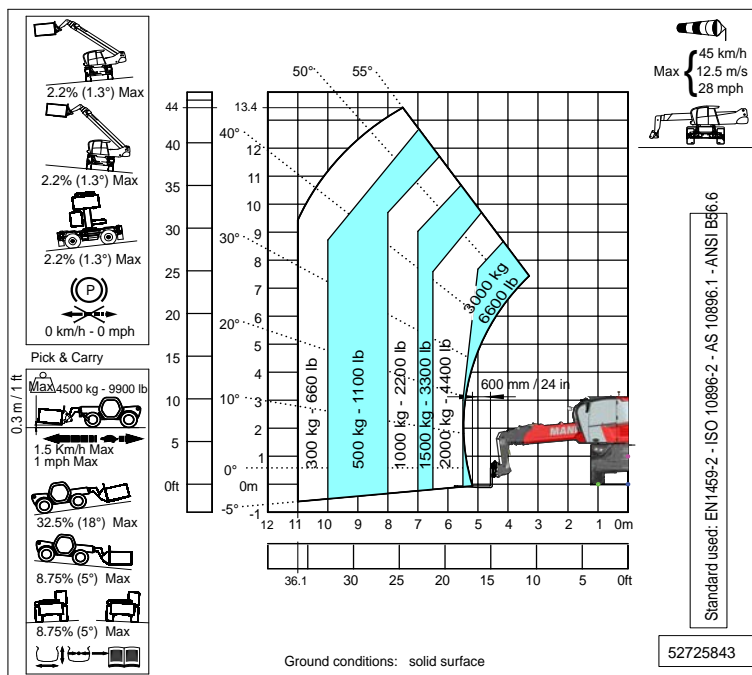 2.2% (1.3°) Max
2.2% (1.3°) Max
2.2% (1.3°) Max
P
0 km/h - 0 mph
Pick & Carry
0.3 m / 1 ft
Max
4500 kg - 9900 lb
1.5 Km/h Max
1 mph Max
32.5% (18°) Max
8.75% (5°) Max
8.75% (5°) Max
44
40
35
30
25
20
15
10
5
0ft
13.4
12
11
10
9
8
7
6
5
4
3
2
1
0m
-1
55°
50°
40°
30°
20°
10°
0°
-5°
300 kg - 660 lb
500 kg - 1100 lb
1000 kg - 2200 lb
1500 kg - 3300 lb
2000 kg - 4400 lb
3000 kg
6600 lb
600 mm / 24 in
MANI
12 11 10 9 8 7 6 5 4 3 2 1 0m
36.1 30 25 20 15 10 5 0ft
Ground conditions: solid surface
Max
45 km/h
12.5 m/s
28 mph
Standard used: EN1459-2 - ISO 10896-2 - AS 10896.1 - ANSI B56.6
52725843